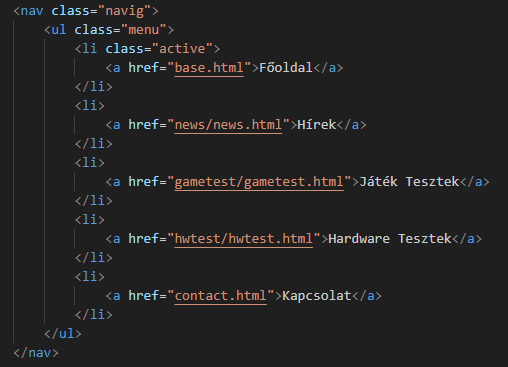 <nav class="navig">
<ul class="menu">
<li class="active">
<a href="base.html">Főoldal</a>
</li>
<li>
<a href="news/news.html">Hírek</a>
</li>
<li>
<a href="gametest/gametest.html">Játék Tesztek</a>
</li>
<li>
<a href="hwtest/hwtest.html">Hardware Tesztek</a>
</li>
<li>
<a href="contact.html">Kapcsolat</a>
</li>
</ul>
</nav>